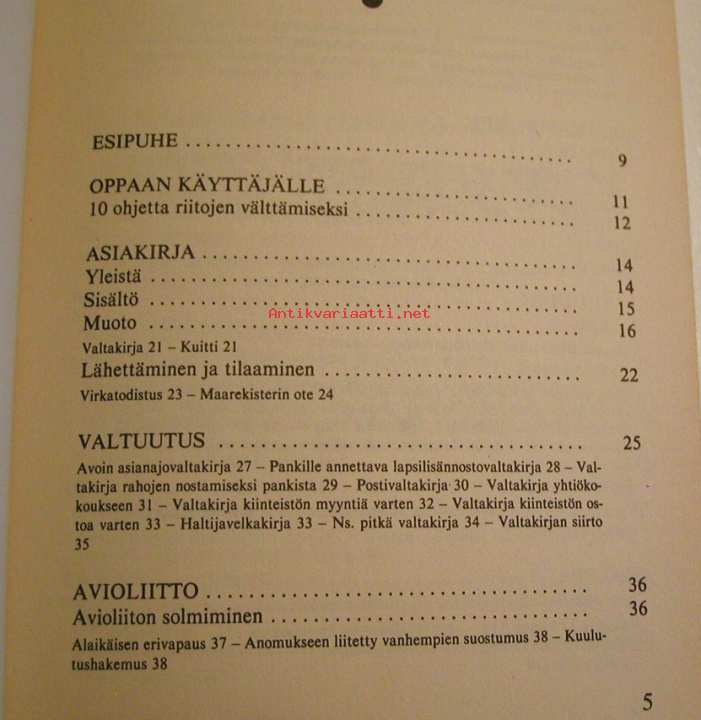 ESIPUHE ........................................ 9
OPPAAN KÄYTTÄJÄLLE ........................ 11
10 ohjetta riitojen välttämiseksi ...................... 12
ASIAKIRJA ...................................... 14
Yleistä ........................................... 14
Sisältö ........................................... 15
Antikvariaatti.net
Muoto ........................................... 16
Valtakirja 21 – Kuitti 21
Lähettäminen ja tilaaminen .......................... 22
Virkatodistus 23 – Maarekisterin ote 24
VALTUUTUS .................................... 25
Avoin asianajovaltakirja 27 – Pankille annettava lapsilisännostovaltakirja 28 – Val-
takirja rahojen nostamiseksi pankista 29 – Postivaltakirja 30 – Valtakirja yhtiöko-
koukseen 31 – Valtakirja kiinteistön myyntiä varten 32 – Valtakirja kiinteistön os-
toa varten 33 – Haltijavelkakirja 33 – Ns. pitkä valtakirja 34 – Valtakirjan siirto
35
AVIOLIITTO ...................................... 36
Avioliiton solmiminen ................................ 36
Alaikäisen erivapaus 37 – Anomukseen liitetty vanhempien suostumus 38 – Kuulu-
tushakemus 38
5